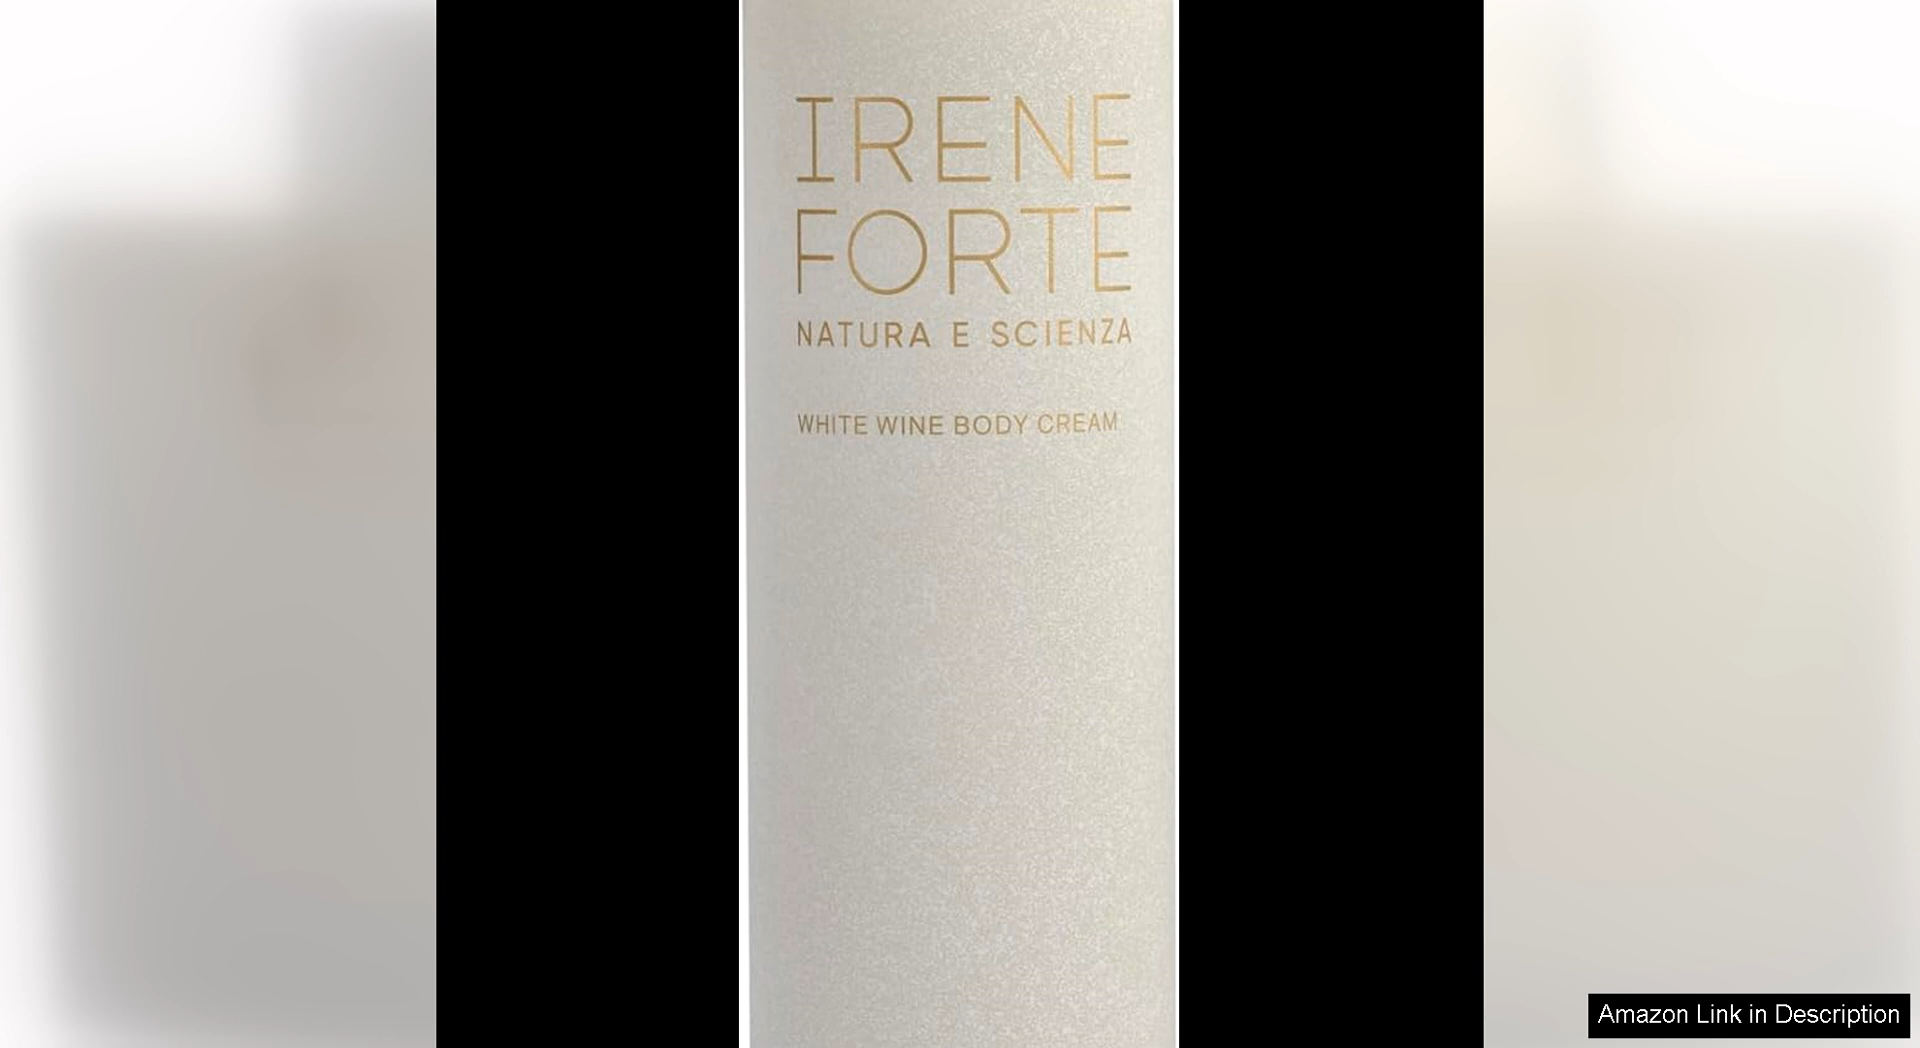 IRENE
FORTE
NATURA E SCIENZA
WHITE WINE BODY CREAM
Amazon Link in Description